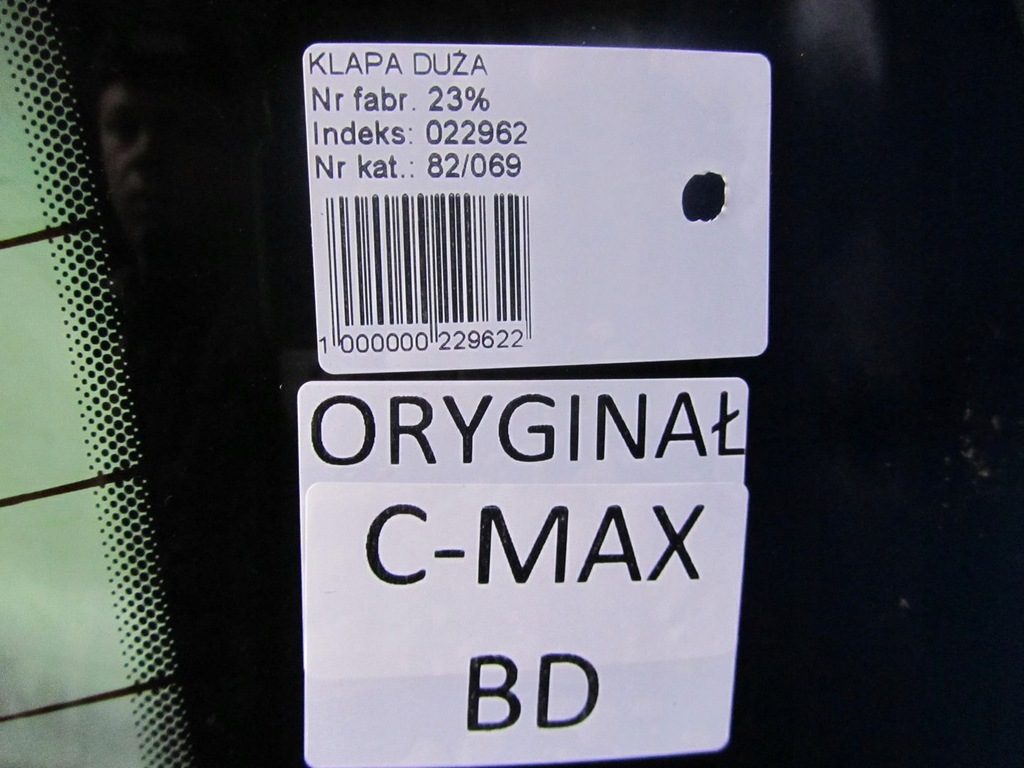 KLAPA DUŻA
Nr fabr. 23%
Indeks: 022962
Nr kat.: 82/069
1 000000 229622
ORYGINAŁ
C-MAX
BD